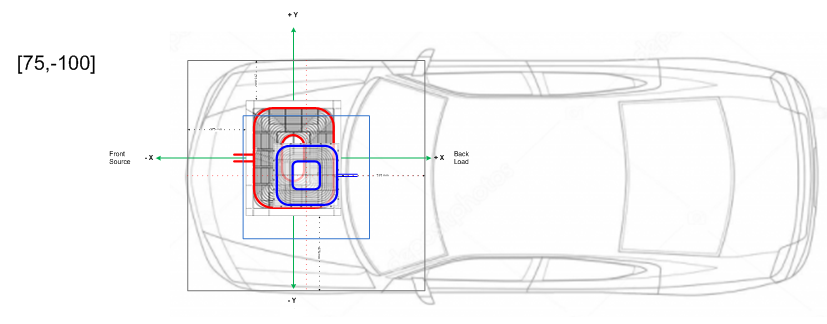 + Y
[75,-100]
Front
Source
- X
+ X
Back
Load
- Y